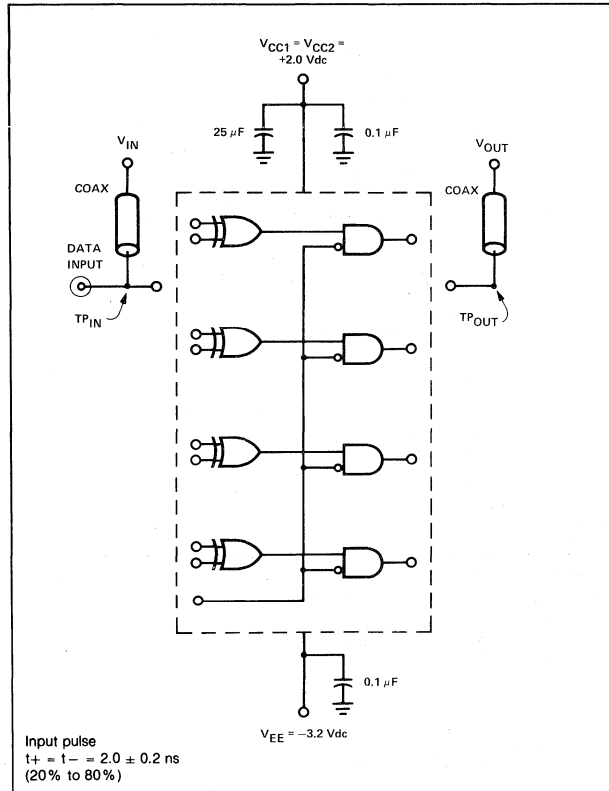 V_CC1 = V_CC2 =
+2.0 Vdc
25 µF
0.1 µF
V_IN
V_OUT
COAX
COAX
DATA
INPUT
TP_IN
TP_OUT
0.1 µF
V_EE = −3.2 Vdc
Input pulse
t+ = t− = 2.0 ± 0.2 ns
(20% to 80%)